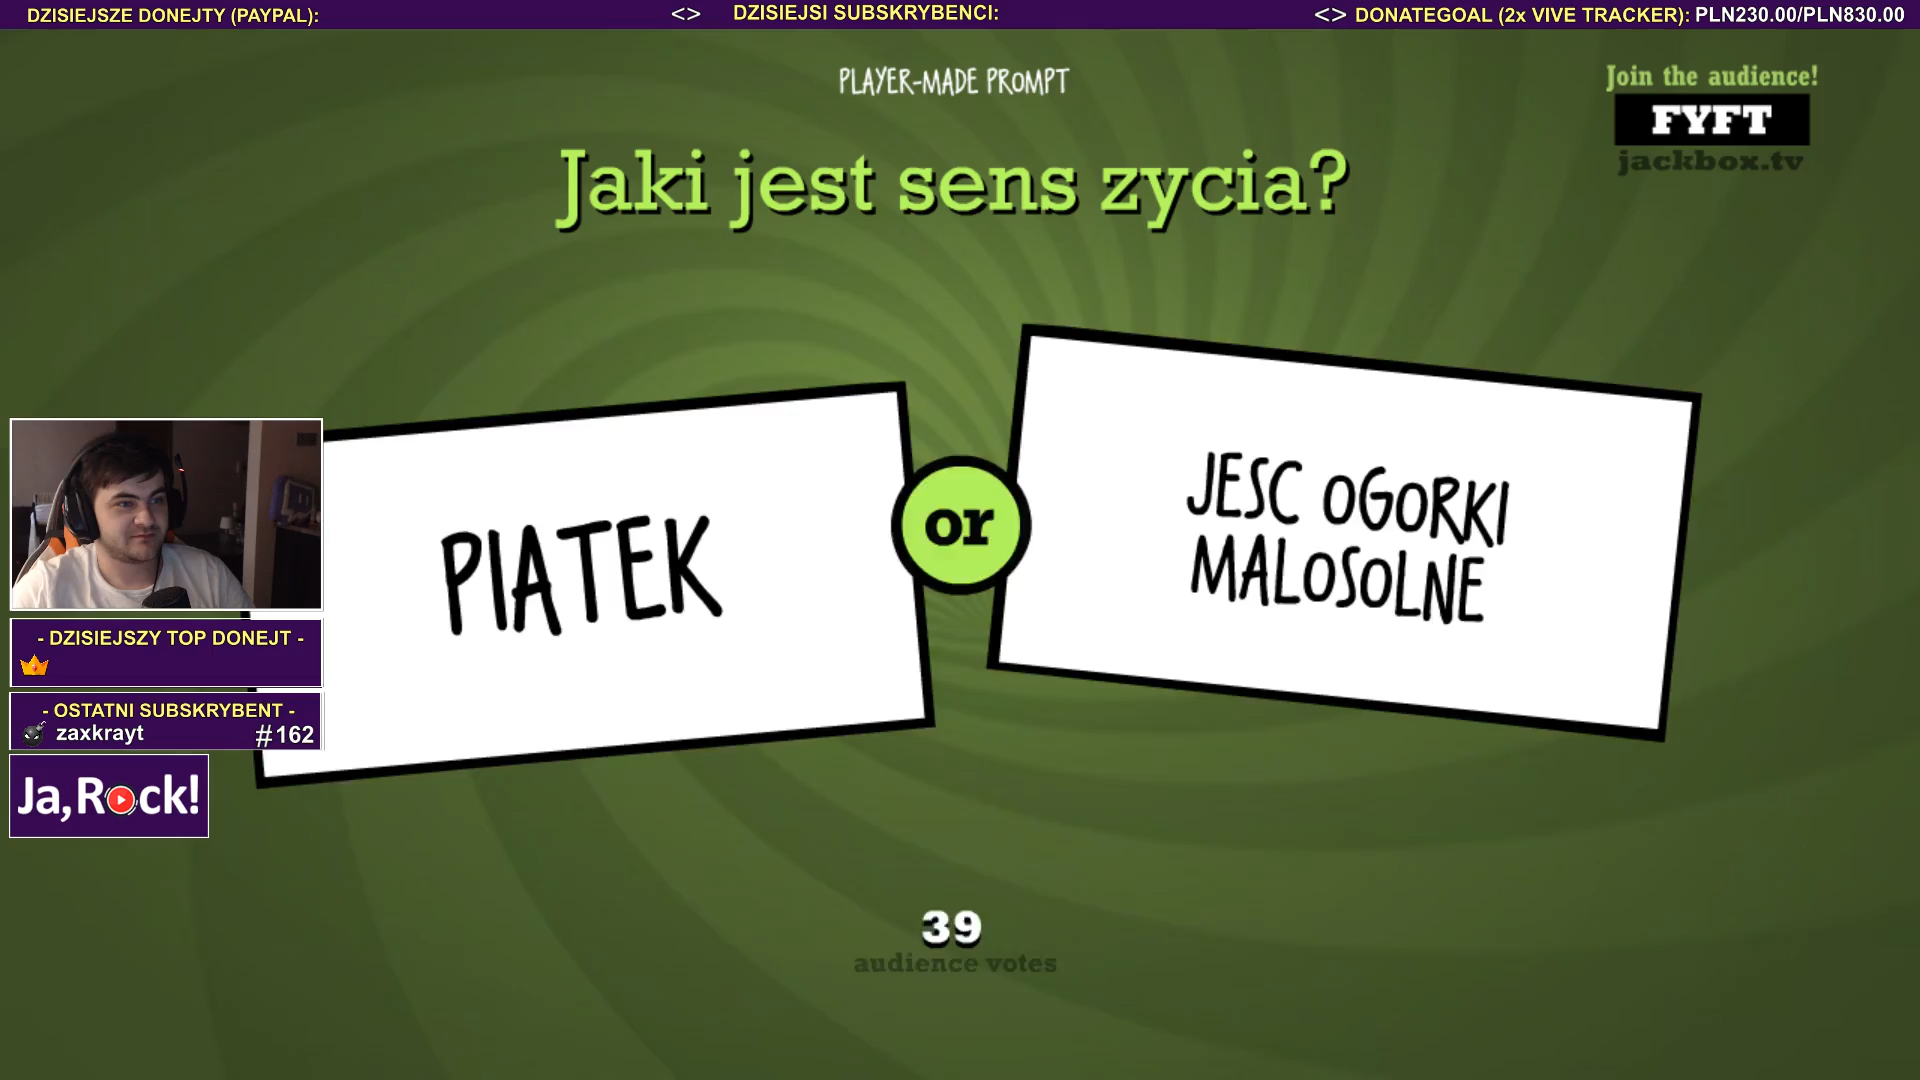 DZISIEJSZE DONEJTY (PAYPAL):
<> DZISIEJSI SUBSKRYBENCI:
<> DONATEGOAL (2x VIVE TRACKER): PLN230.00/PLN830.00
PLAYER-MADE PROMPT
Join the audience!
FYFT
jackbox.tv
Jaki jest sens zycia?
PIATEK
or
JESC OGORKI
MALOSOLNE
- DZISIEJSZY TOP DONEJT -
- OSTATNI SUBSKRYBENT -
zaxkrayt #162
Ja,Rock!
39
audience votes